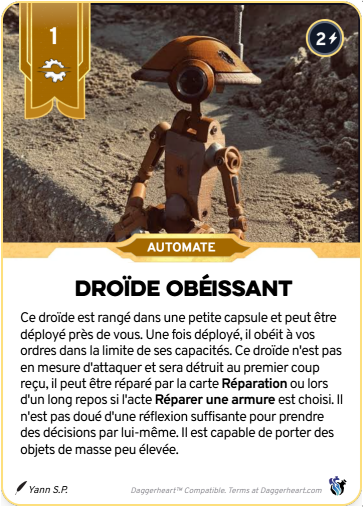 1
2
AUTOMATE
DROÏDE OBÉISSANT
Ce droïde est rangé dans une petite capsule et peut être
déployé près de vous. Une fois déployé, il obéit à vos
ordres dans la limite de ses capacités. Ce droïde n'est pas
en mesure d'attaquer et sera détruit au premier coup
reçu, il peut être réparé par la carte Réparation ou lors
d'un long repos si l'acte Réparer une armure est choisi. Il
n'est pas doué d'une réflexion suffisante pour prendre
des décisions par lui-même. Il est capable de porter des
objets de masse peu élevée.
Yann S.P.
Daggerheart™ Compatible. Terms at Daggerheart.com